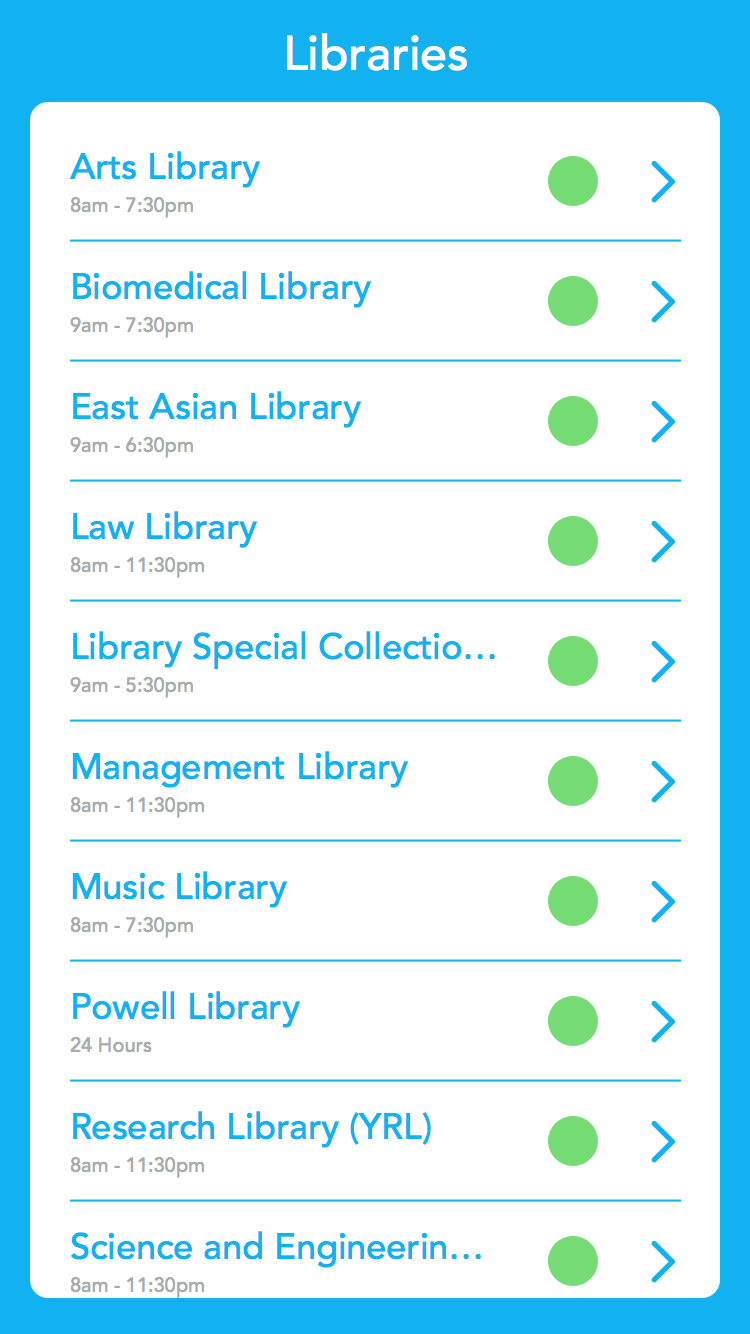 Libraries
Arts Library
8am - 7:30pm
Biomedical Library
9am - 7:30pm
East Asian Library
9am - 6:30pm
Law Library
8am - 11:30pm
Library Special Collectio...
9am - 5:30pm
Management Library
8am - 11:30pm
Music Library
8am - 7:30pm
Powell Library
24 Hours
Research Library (YRL)
8am - 11:30pm
Science and Engineerin...
8am - 11:30pm